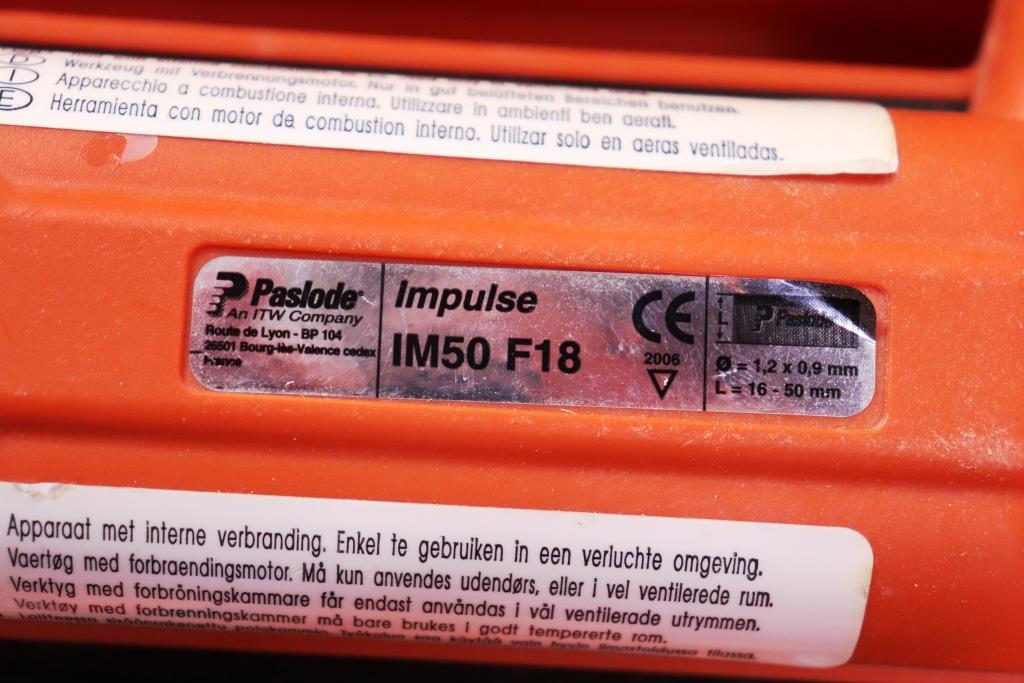 D
Werkzeug mit Verbrennungsmotor. Nur in gut belüfteten Bereichen benutzen.
I
Apparecchio a combustione interna. Utilizzare in ambienti ben aerati.
E
Herramienta con motor de combustion interno. Utilizar solo en aeras ventiladas.
Paslode
An ITW Company
Route de Lyon - BP 104
26501 Bourg-lès-Valence cedex
France
impulse
IM50 F18
CE
2006
L
Paslode
Ø = 1,2 x 0,9 mm
L = 16 - 50 mm
Apparaat met interne verbranding. Enkel te gebruiken in een verluchte omgeving.
Vaertøg med forbraendingsmotor. Må kun anvendes udendørs, eller i vel ventilerede rum.
Verktyg med forbröningskammare får endast användas i vål ventilerade utrymmen.
Verktøy med forbrenningskammer må bare brukes i godt tempererte rom.